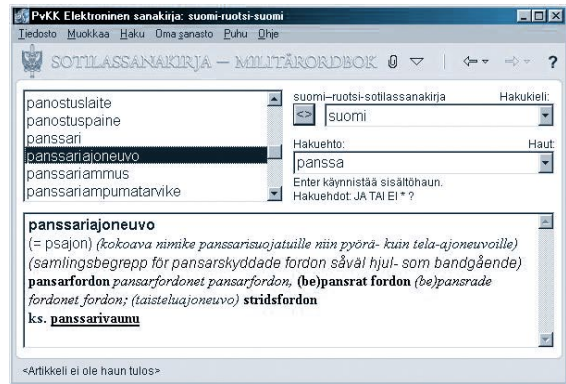 PvKK Elektroninen sanakirja: suomi-ruotsi-suomi
Tiedosto Muokkaa Haku Oma sanasto Puhu Ohje
SOTILASSANAKIRJA – MILITÄRORDBOK
?
panostuslaite
panostuspaine
panssari
panssariajoneuvo
panssariammus
panssariampumatarvike
suomi–ruotsi-sotilassanakirja Hakukieli:
<> suomi
Hakuehto: Haut:
panssa
Enter käynnistää sisältöhaun.
Hakuehdot: JA TAI EI * ?
panssariajoneuvo
(= psajon) (kokoava nimike panssarisuojatuille niin pyörä- kuin tela-ajoneuvoille)
(samlingsbegrepp för pansarskyddade fordon såväl hjul- som bandgående)
pansarfordon pansarfordonet pansarfordon, (be)pansrat fordon (be)pansrade
fordonet fordon; (taisteluajoneuvo) stridsfordon
ks. panssarivaunu
<Artikkeli ei ole haun tulos>